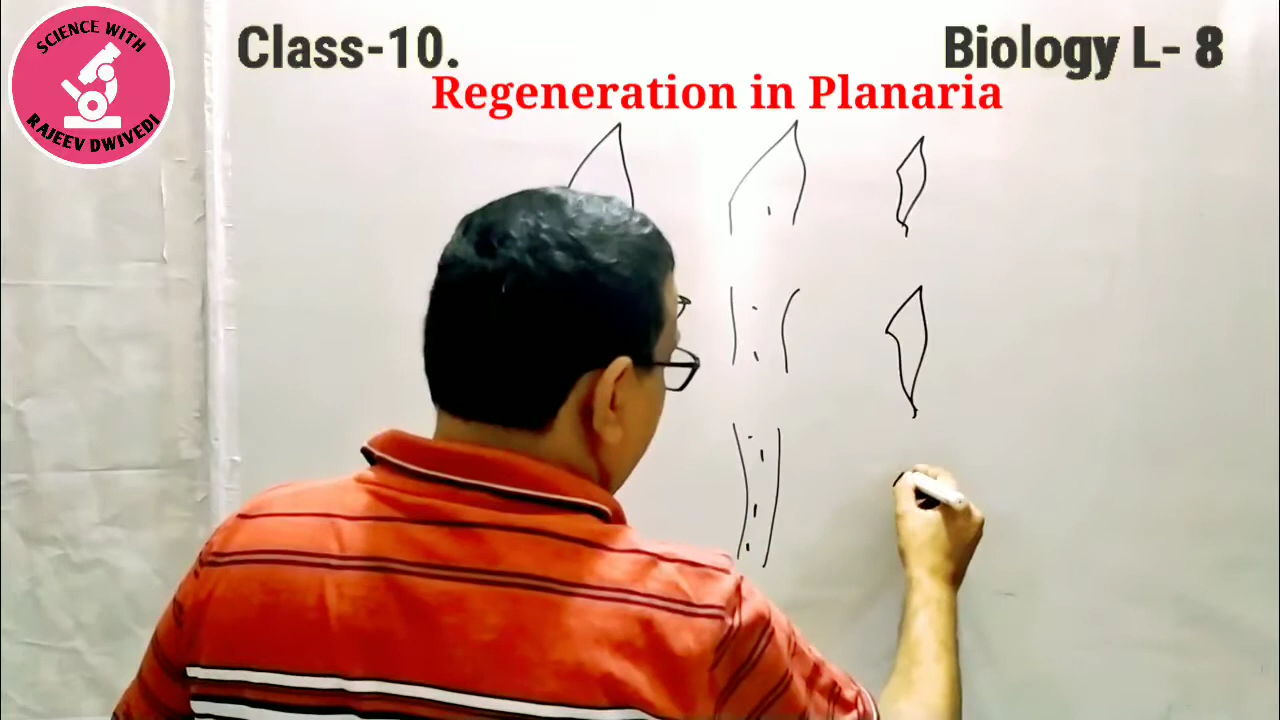 SCIENCE WITH
RAJEEV DWIVEDI
Class-10.
Biology L- 8
Regeneration in Planaria